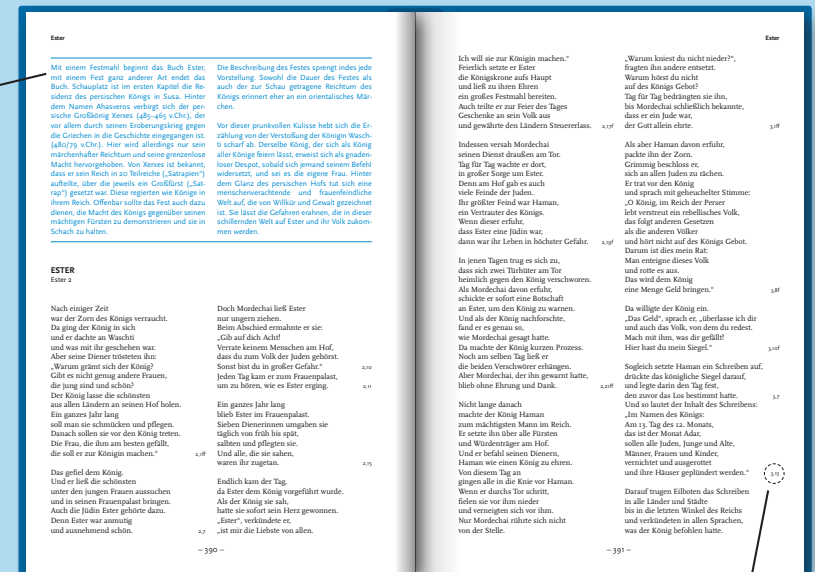 Ester
Mit einem Festmahl beginnt das Buch Ester,
mit einem Fest ganz anderer Art endet das
Buch. Schauplatz ist im ersten Kapitel die Re-
sidenz des persischen Königs in Susa. Hinter
dem Namen Ahasveros verbirgt sich der per-
sische Großkönig Xerxes (485–465 v.Chr.), der
vor allem durch seinen Eroberungskrieg gegen
die Griechen in die Geschichte eingegangen ist.
(480/79 v.Chr.). Hier wird allerdings nur sein
märchenhafter Reichtum und seine grenzenlose
Macht hervorgehoben. Von Xerxes ist bekannt,
dass er sein Reich in 20 Teilreiche („Satrapien")
aufteilte, über die jeweils ein Großfürst („Sat-
rap") gesetzt war. Diese regierten wie Könige in
ihrem Reich. Offenbar sollte das Fest auch dazu
dienen, die Macht des Königs gegenüber seinen
mächtigen Fürsten zu demonstrieren und sie in
Schach zu halten.
Die Beschreibung des Festes sprengt indes jede
Vorstellung. Sowohl die Dauer des Festes als
auch der zur Schau getragene Reichtum des
Königs erinnert eher an ein orientalisches Mär-
chen.
Vor dieser prunkvollen Kulisse hebt sich die Er-
zählung von der Verstoßung der Königin Wasch-
ti scharf ab. Derselbe König, der sich als König
aller Könige feiern lässt, erweist sich als gnaden-
loser Despot, sobald sich jemand seinem Befehl
widersetzt, und sei es die eigene Frau. Hinter
dem Glanz des persischen Hofs tut sich eine
menschenverachtende und frauenfeindliche
Welt auf, die von Willkür und Gewalt gezeichnet
ist. Sie lässt die Gefahren erahnen, die in dieser
schillernden Welt auf Ester und ihr Volk zukom-
men werden.
ESTER
Ester 2
Nach einiger Zeit
war der Zorn des Königs verraucht.
Da ging der König in sich
und er dachte an Waschti
und was mit ihr geschehen war.
Aber seine Diener trösteten ihn:
„Warum grämt sich der König?
Gibt es nicht genug andere Frauen,
die jung sind und schön?
Der König lasse die schönsten
aus allen Ländern an seinen Hof holen.
Ein ganzes Jahr lang
soll man sie schmücken und pflegen.
Danach sollen sie vor den König treten.
Die Frau, die ihm am besten gefällt,
die soll er zur Königin machen." 2,1ff
Das gefiel dem König.
Und er ließ die schönsten
unter den jungen Frauen aussuchen
und in seinen Frauenpalast bringen.
Auch die Jüdin Ester gehörte dazu.
Denn Ester war anmutig
und ausnehmend schön. 2,7
Doch Mordechai ließ Ester
nur ungern ziehen.
Beim Abschied ermahnte er sie:
„Gib auf dich Acht!
Verrate keinem Menschen am Hof,
dass du zum Volk der Juden gehörst.
Sonst bist du in großer Gefahr." 2,10
Jeden Tag kam er zum Frauenpalast,
um zu hören, wie es Ester erging. 2,11
Ein ganzes Jahr lang
blieb Ester im Frauenpalast.
Sieben Dienerinnen umgaben sie
täglich von früh bis spät,
salbten und pflegten sie.
Und alle, die sie sahen,
waren ihr zugetan. 2,15
Endlich kam der Tag,
da Ester dem König vorgeführt wurde.
Als der König sie sah,
hatte sie sofort sein Herz gewonnen.
„Ester", verkündete er,
„ist mir die Liebste von allen.
– 390 –
Ester
Ich will sie zur Königin machen."
Feierlich setzte er Ester
die Königskrone aufs Haupt
und ließ zu ihren Ehren
ein großes Festmahl bereiten.
Auch teilte er zur Feier des Tages
Geschenke an sein Volk aus
und gewährte den Ländern Steuererlass. 2,17f
Indessen versah Mordechai
seinen Dienst draußen am Tor.
Tag für Tag wachte er dort,
in großer Sorge um Ester.
Denn am Hof gab es auch
viele Feinde der Juden.
Ihr größter Feind war Haman,
ein Vertrauter des Königs.
Wenn dieser erfuhr,
dass Ester eine Jüdin war,
dann war ihr Leben in höchster Gefahr. 2,19f
In jenen Tagen trug es sich zu,
dass sich zwei Türhüter am Tor
heimlich gegen den König verschworen.
Als Mordechai davon erfuhr,
schickte er sofort eine Botschaft
an Ester, um den König zu warnen.
Und als der König nachforschte,
fand er es genau so,
wie Mordechai gesagt hatte.
Da machte der König kurzen Prozess.
Noch am selben Tag ließ er
die beiden Verschwörer erhängen.
Aber Mordechai, der ihn gewarnt hatte,
blieb ohne Ehrung und Dank. 2,21ff
Nicht lange danach
machte der König Haman
zum mächtigsten Mann im Reich.
Er setzte ihn über alle Fürsten
und Würdenträger am Hof.
Und er befahl seinen Dienern,
Haman wie einen König zu ehren.
Von diesem Tag an
gingen alle in die Knie vor Haman.
Wenn er durchs Tor schritt,
fielen sie vor ihm nieder
und verneigten sich vor ihm.
Nur Mordechai rührte sich nicht
von der Stelle.
„Warum kniest du nicht nieder?",
fragten ihn andere entsetzt.
Warum hörst du nicht
auf des Königs Gebot?
Tag für Tag bedrängten sie ihn,
bis Mordechai schließlich bekannte,
dass er ein Jude war,
der Gott allein ehrte. 3,1ff
Als aber Haman davon erfuhr,
packte ihn der Zorn.
Grimmig beschloss er,
sich an allen Juden zu rächen.
Er trat vor den König
und sprach mit geheuchelter Stimme:
„O König, im Reich der Perser
lebt verstreut ein rebellisches Volk,
das folgt anderen Gesetzen
als die anderen Völker
und hört nicht auf des Königs Gebot.
Darum ist dies mein Rat:
Man enteigne dieses Volk
und rotte es aus.
Das wird dem König
eine Menge Geld bringen." 3,8f
Da willigte der König ein.
„Das Geld", sprach er, „überlasse ich dir
und auch das Volk, von dem du redest.
Mach mit ihm, was dir gefällt!
Hier hast du mein Siegel." 3,10f
Sogleich setzte Haman ein Schreiben auf,
drückte das königliche Siegel darauf,
und legte darin den Tag fest,
den zuvor das Los bestimmt hatte. 3,7
Und so lautet der Inhalt des Schreibens:
„Im Namen des Königs:
Am 13. Tag des 12. Monats,
das ist der Monat Adar,
sollen alle Juden, Junge und Alte,
Männer, Frauen und Kinder,
vernichtet und ausgerottet
und ihre Häuser geplündert werden." 3,13
Darauf trugen Eilboten das Schreiben
in alle Länder und Städte
bis in die letzten Winkel des Reichs
und verkündeten in allen Sprachen,
was der König befohlen hatte.
– 391 –